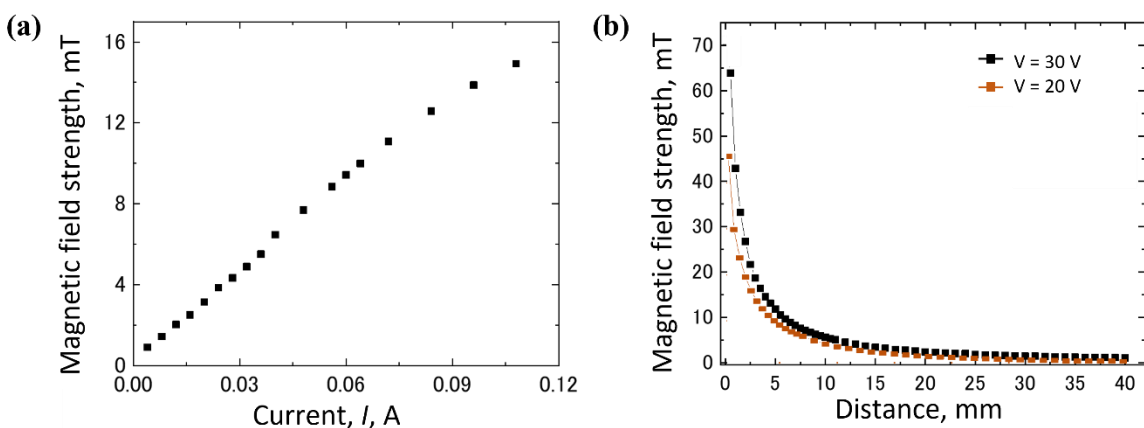 (a)
Magnetic field strength, mT
16
12
8
4
0
0.00 0.03 0.06 0.09 0.12
Current, I, A
(b)
Magnetic field strength, mT
70
60
50
40
30
20
10
0
V = 30 V
V = 20 V
0 5 10 15 20 25 30 35 40
Distance, mm